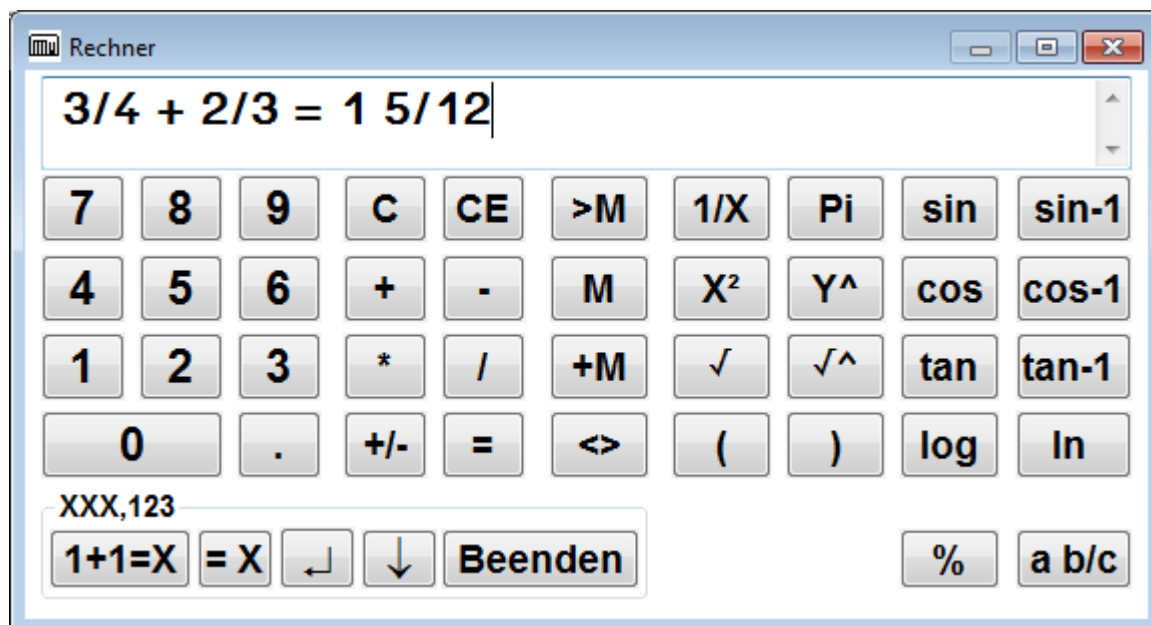 Rechner
3/4 + 2/3 = 1 5/12
7 8 9 C CE >M 1/X Pi sin sin-1
4 5 6 + - M X² Y^ cos cos-1
1 2 3 * / +M √ √^ tan tan-1
0 . +/- = <> ( ) log ln
XXX,123
1+1=X = X ↵ ↓ Beenden % a b/c